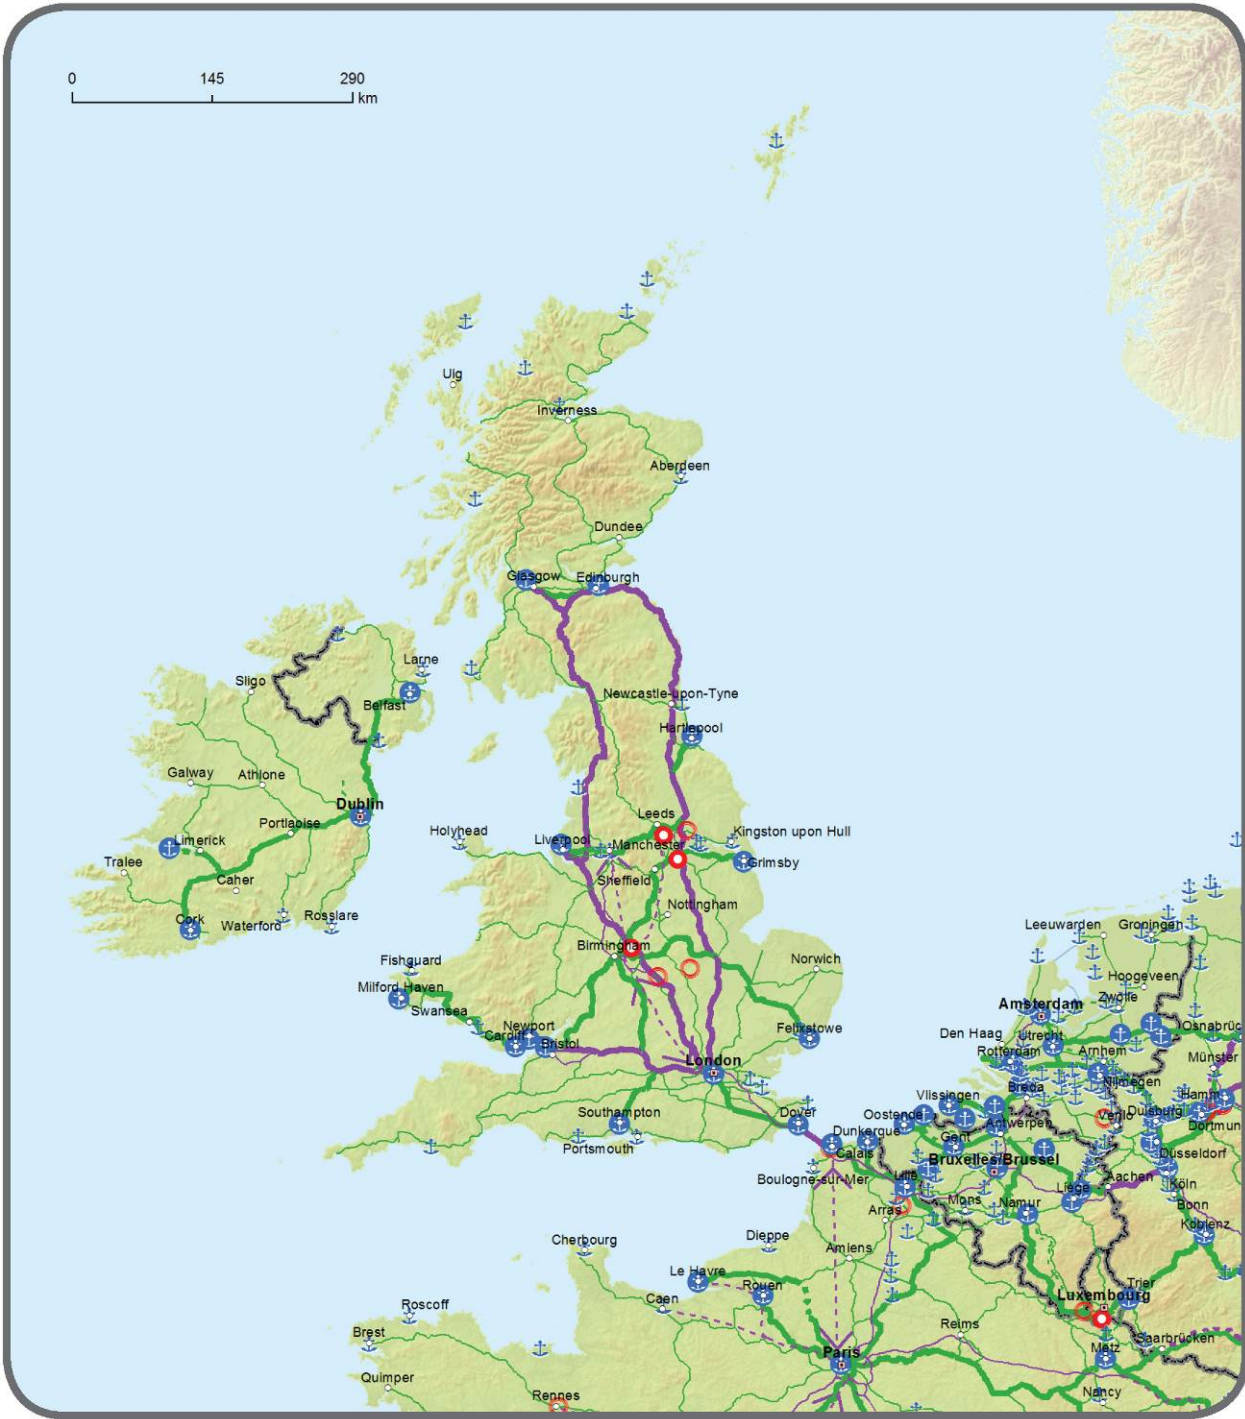 0 145 290
km
Uig
Inverness
Aberdeen
Dundee
Glasgow
Edinburgh
Larne
Sligo
Newcastle-upon-Tyne
Belfast
Hartlepool
Galway
Athlone
Dublin
Leeds
Portlaoise
Holyhead
Kingston upon Hull
Liverpool
Limerick
Manchester
Tralee
Grimsby
Caher
Sheffield
Nottingham
Cork
Waterford
Rosslare
Leeuwarden
Groningen
Birmingham
Fishguard
Norwich
Hoogeveen
Milford Haven
Zwolle
Amsterdam
Swansea
Newport
Felixstowe
Den Haag
Utrecht
Osnabrüc
Cardiff
Bristol
Rotterdam
Arnhem
London
Münster
Nijmegen
Breda
Vlissingen
Hamm
Southampton
Dover
Oostende
Venlo
Duisburg
Antwerpen
Dortmun
Dunkerque
Gent
Portsmouth
Calais
Düsseldorf
Bruxelles/Brussel
Boulogne-sur-Mer
Lille
Liege
Aachen
Köln
Mons
Namur
Bonn
Arras
Koblenz
Dieppe
Cherbourg
Amiens
Le Havre
Rouen
Trier
Caen
Luxembourg
Roscoff
Reims
Brest
Saarbrücken
Paris
Metz
Quimper
Rennes
Nancy